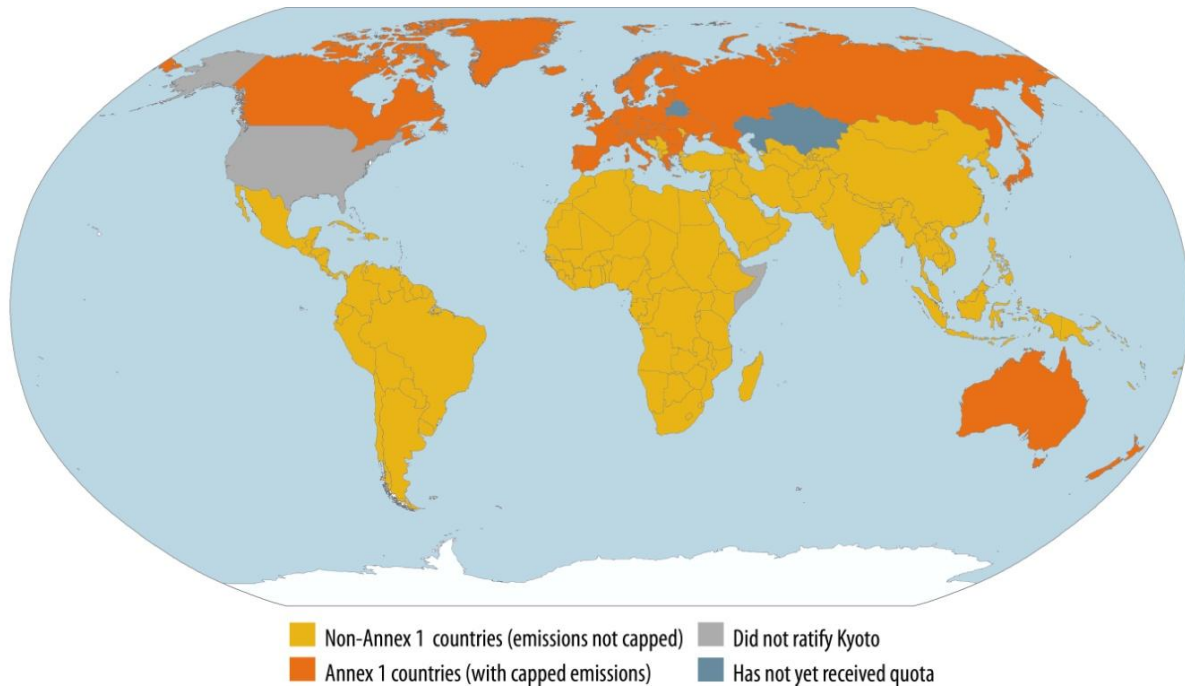 Non-Annex 1 countries (emissions not capped)
Did not ratify Kyoto
Annex 1 countries (with capped emissions)
Has not yet received quota